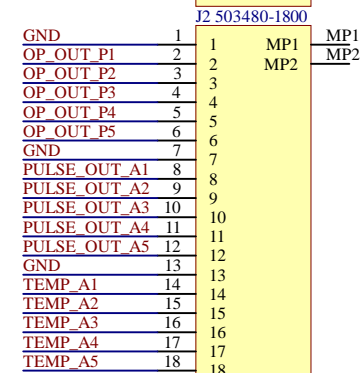 J2 503480-1800
GND 1 1 MP1 MP1
OP_OUT_P1 2 2 MP2 MP2
OP_OUT_P2 3 3
OP_OUT_P3 4 4
OP_OUT_P4 5 5
OP_OUT_P5 6 6
GND 7 7
PULSE_OUT_A1 8 8
PULSE_OUT_A2 9 9
PULSE_OUT_A3 10 10
PULSE_OUT_A4 11 11
PULSE_OUT_A5 12 12
GND 13 13
TEMP_A1 14 14
TEMP_A2 15 15
TEMP_A3 16 16
TEMP_A4 17 17
TEMP_A5 18 18